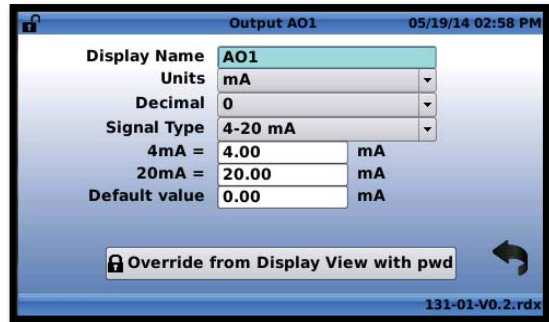 Output AO1 05/19/14 02:58 PM
Display Name AO1
Units mA
Decimal 0
Signal Type 4-20 mA
4mA = 4.00 mA
20mA = 20.00 mA
Default value 0.00 mA
Override from Display View with pwd
131-01-V0.2.rdx